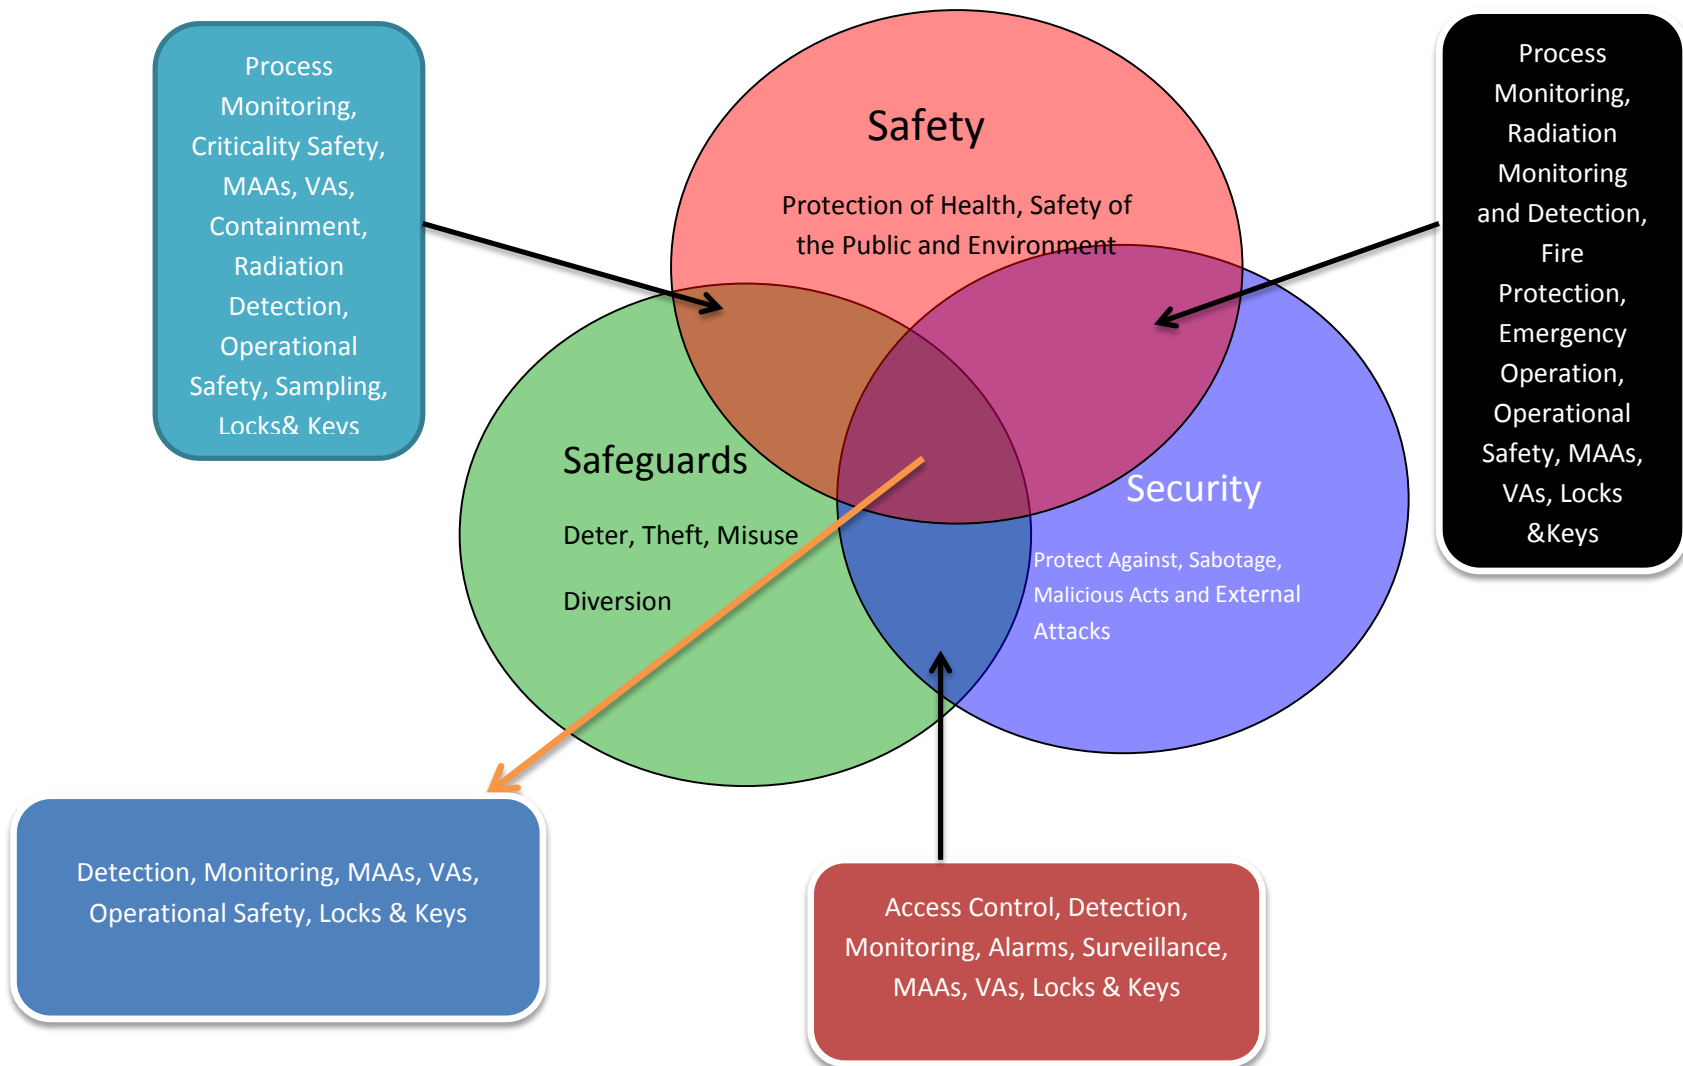 Process
Monitoring,
Criticality Safety,
MAAs, VAs,
Containment,
Radiation
Detection,
Operational
Safety, Sampling,
Locks& Keys
Safety
Protection of Health, Safety of
the Public and Environment
Process
Monitoring,
Radiation
Monitoring
and Detection,
Fire
Protection,
Emergency
Operation,
Operational
Safety, MAAs,
VAs, Locks
&Keys
Safeguards
Deter, Theft, Misuse
Diversion
Security
Protect Against, Sabotage,
Malicious Acts and External
Attacks
Detection, Monitoring, MAAs, VAs,
Operational Safety, Locks & Keys
Access Control, Detection,
Monitoring, Alarms, Surveillance,
MAAs, VAs, Locks & Keys